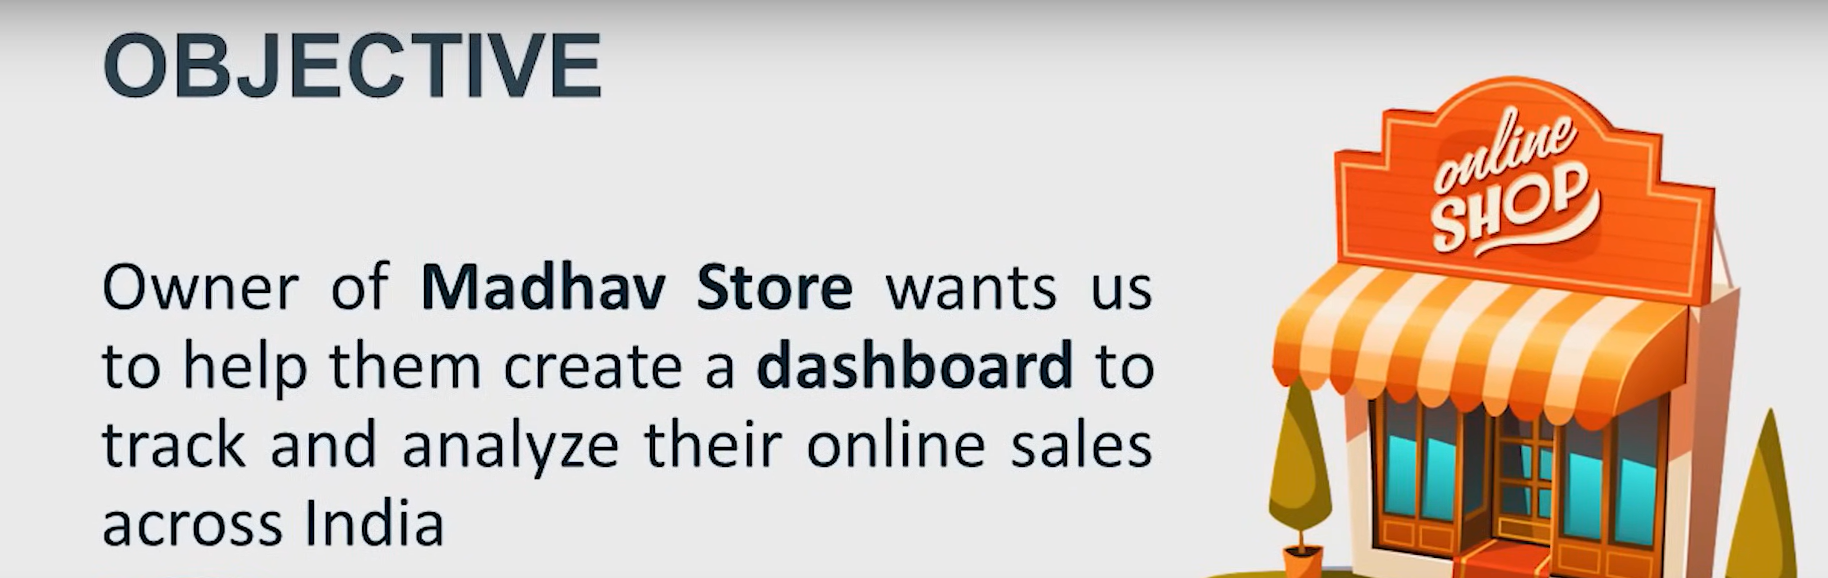 OBJECTIVE
online
SHOP
Owner of Madhav Store wants us
to help them create a dashboard to
track and analyze their online sales
across India